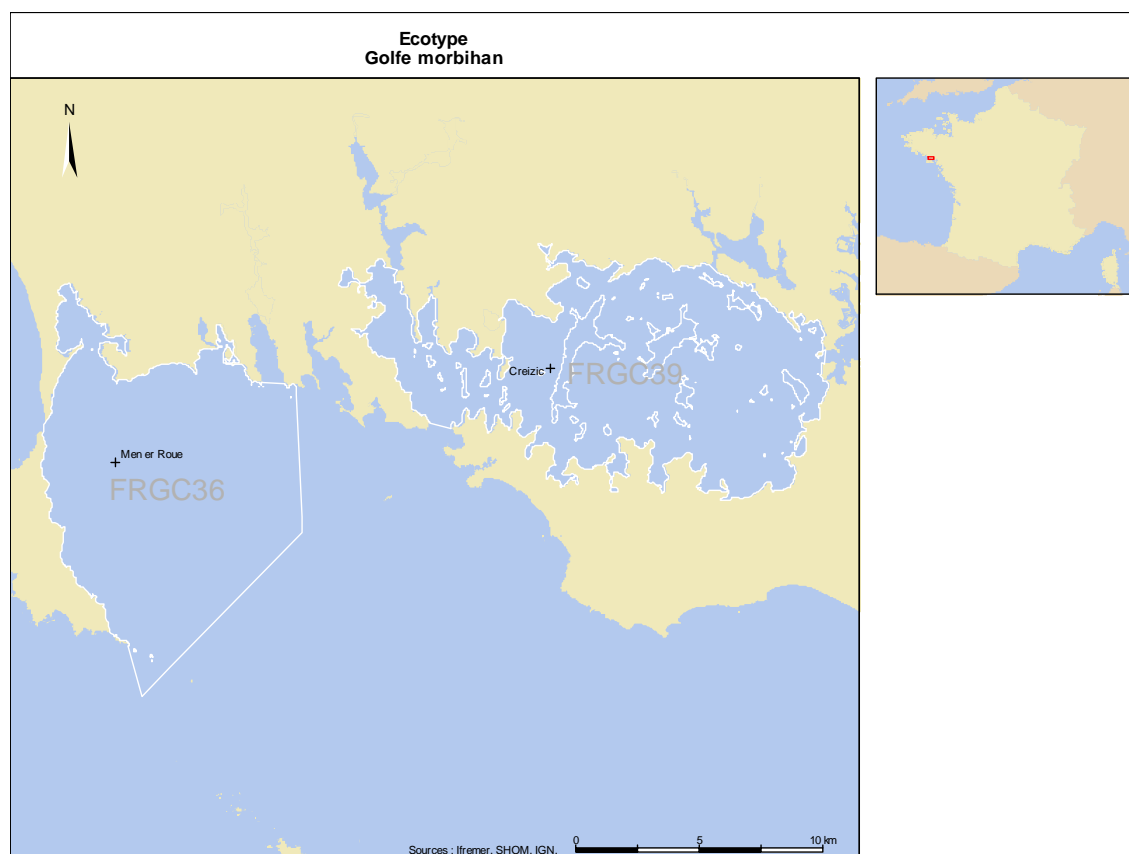 Ecotype
Golfe morbihan
N
Creizic
FRGC39
Men er Roue
FRGC36
0 5 10 km
Sources : Ifremer, SHOM, IGN.